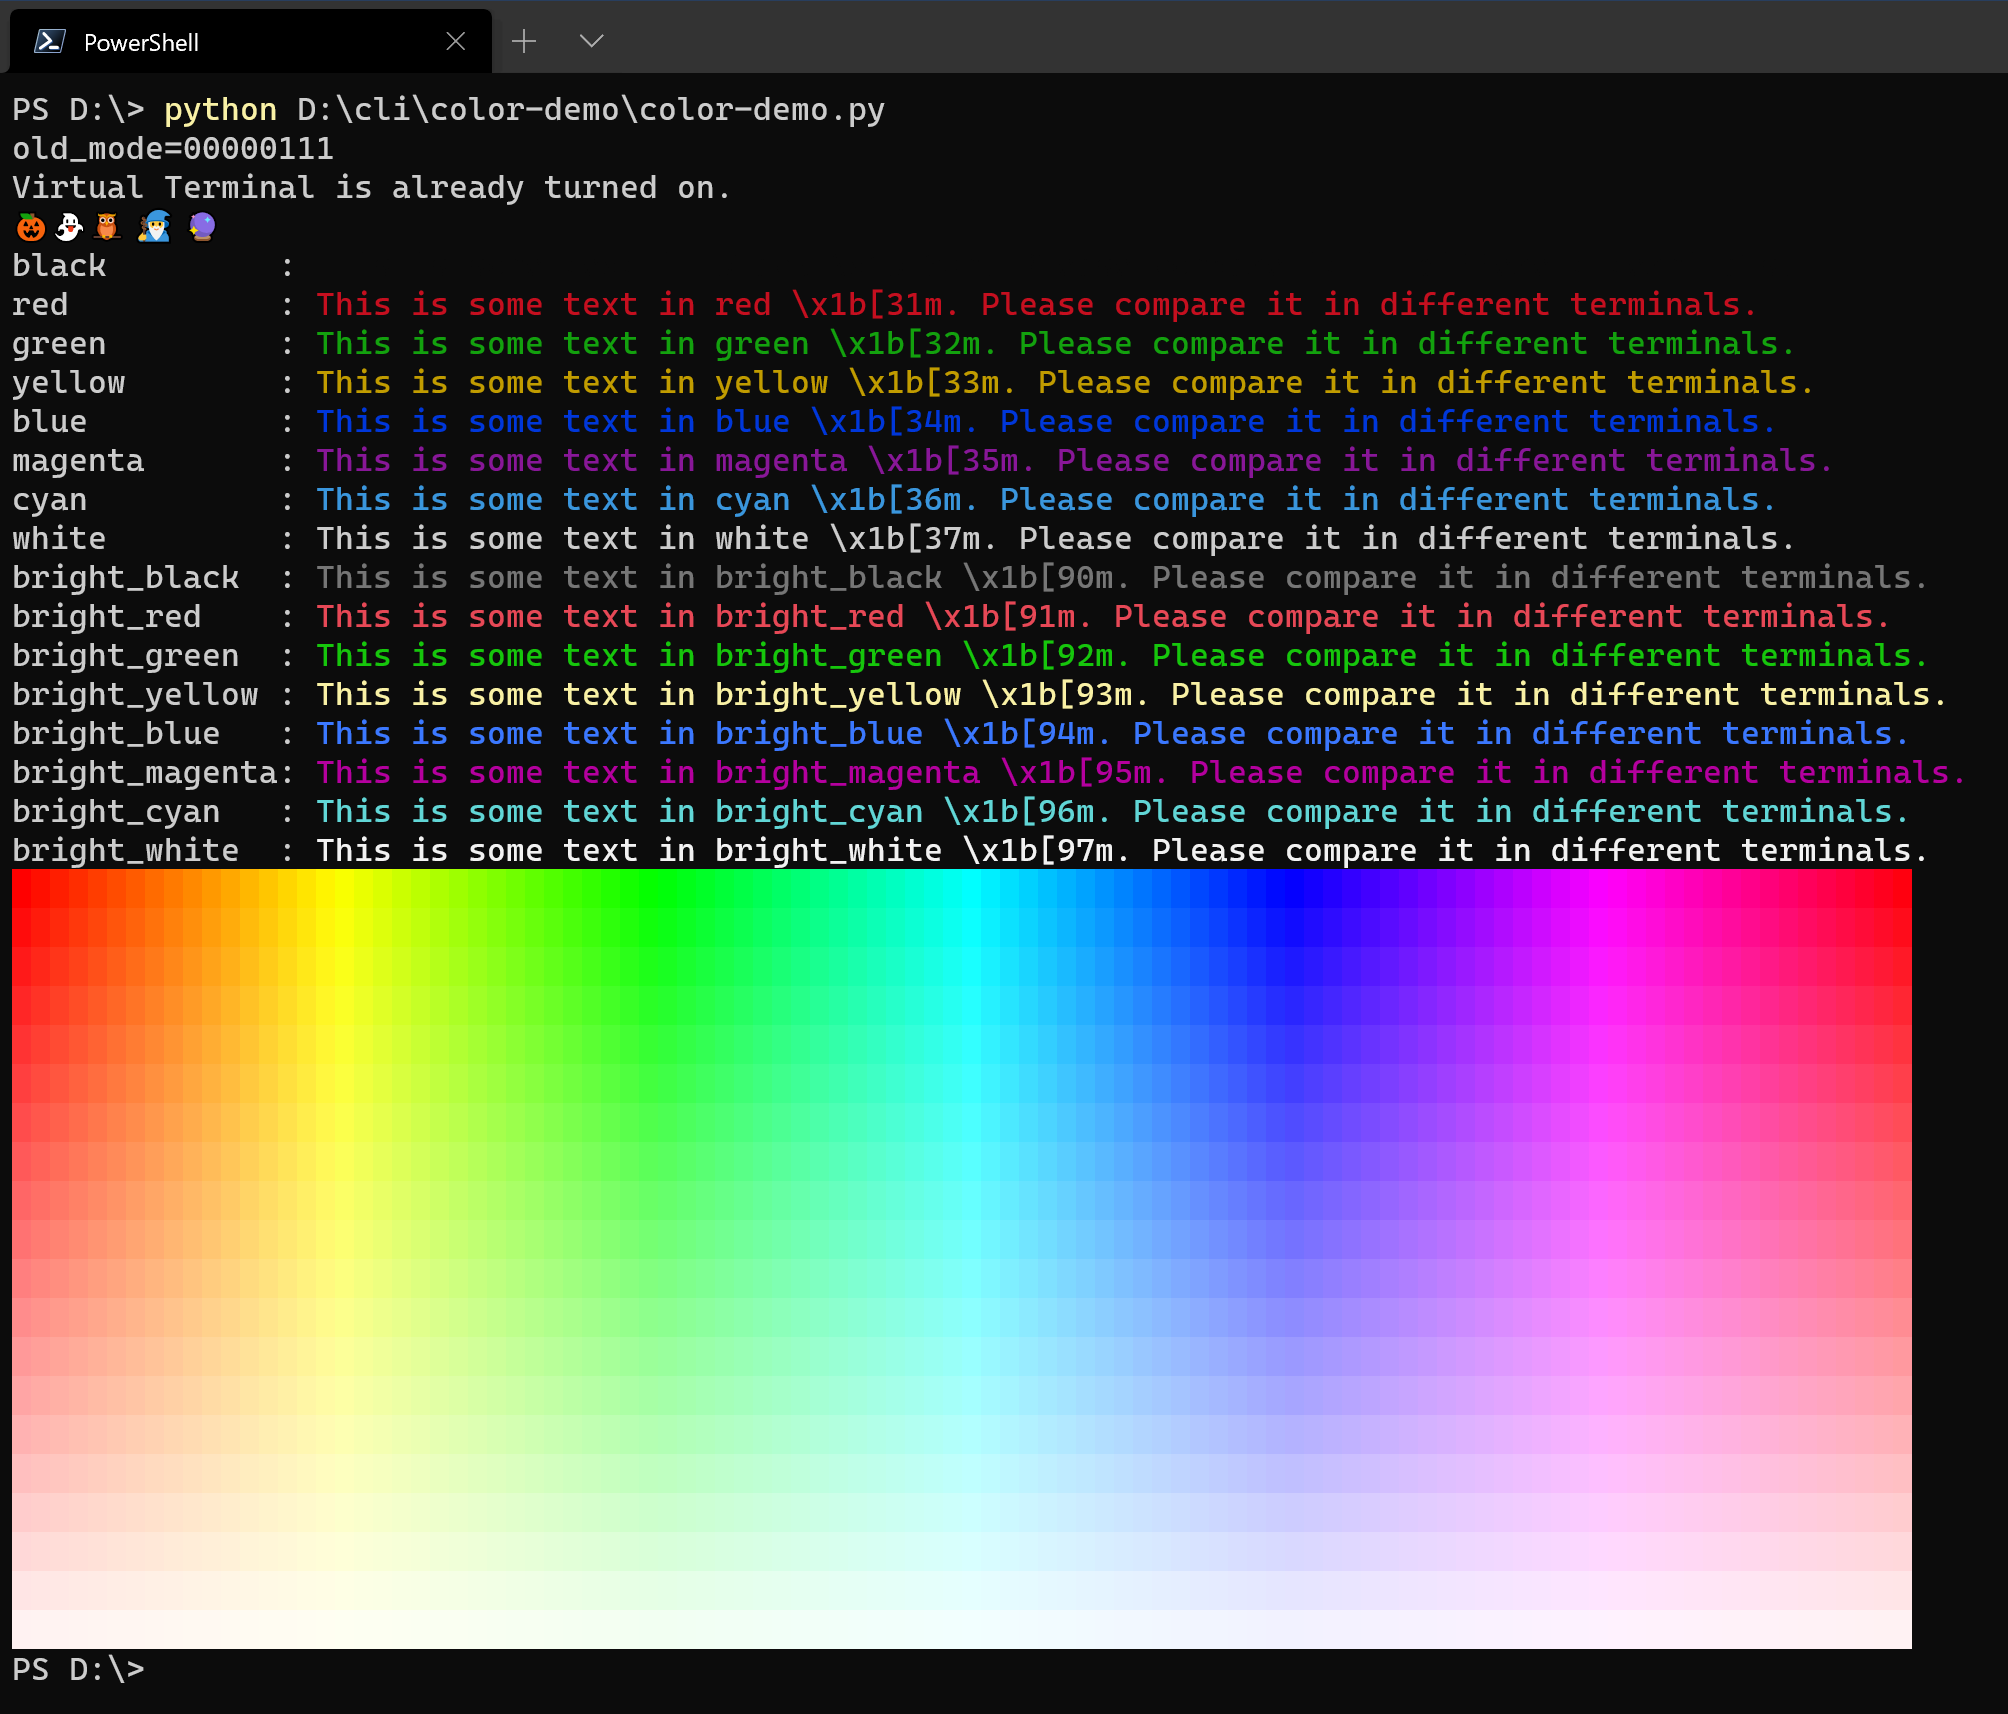 PowerShell
PS D:\> python D:\cli\color-demo\color-demo.py
old_mode=00000111
Virtual Terminal is already turned on.
🎃👻🦉 🧙‍♂️ 🔮
black :
red : This is some text in red \x1b[31m. Please compare it in different terminals.
green : This is some text in green \x1b[32m. Please compare it in different terminals.
yellow : This is some text in yellow \x1b[33m. Please compare it in different terminals.
blue : This is some text in blue \x1b[34m. Please compare it in different terminals.
magenta : This is some text in magenta \x1b[35m. Please compare it in different terminals.
cyan : This is some text in cyan \x1b[36m. Please compare it in different terminals.
white : This is some text in white \x1b[37m. Please compare it in different terminals.
bright_black : This is some text in bright_black \x1b[90m. Please compare it in different terminals.
bright_red : This is some text in bright_red \x1b[91m. Please compare it in different terminals.
bright_green : This is some text in bright_green \x1b[92m. Please compare it in different terminals.
bright_yellow : This is some text in bright_yellow \x1b[93m. Please compare it in different terminals.
bright_blue : This is some text in bright_blue \x1b[94m. Please compare it in different terminals.
bright_magenta: This is some text in bright_magenta \x1b[95m. Please compare it in different terminals.
bright_cyan : This is some text in bright_cyan \x1b[96m. Please compare it in different terminals.
bright_white : This is some text in bright_white \x1b[97m. Please compare it in different terminals.
PS D:\>